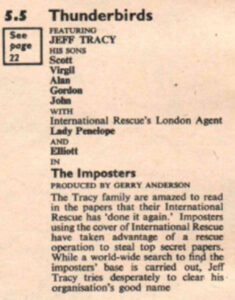 5.5 Thunderbirds
See
page
22
FEATURING
JEFF TRACY
HIS SONS
Scott
Virgil
Alan
Gordon
John
WITH
International Rescue's London Agent
Lady Penelope
AND
Elliott
IN
The Imposters
PRODUCED BY GERRY ANDERSON
The Tracy family are amazed to read
in the papers that their International
Rescue has 'done it again.' Imposters
using the cover of International Rescue
have taken advantage of a rescue
operation to steal top secret papers.
While a world-wide search to find the
imposters' base is carried out, Jeff
Tracy tries desperately to clear his
organisation's good name